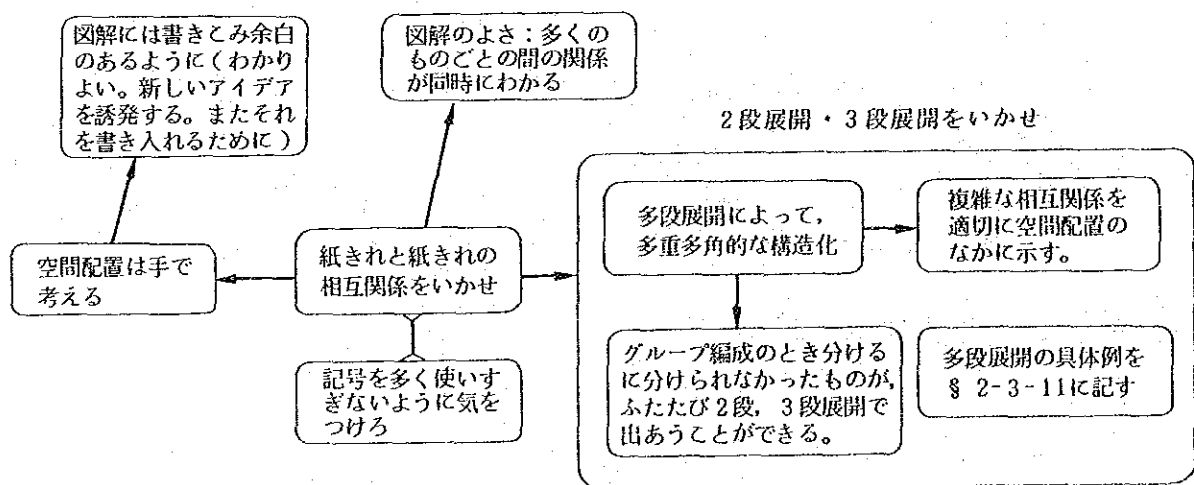 図解には書きこみ余白
のあるように(わかり
よい。新しいアイデア
を誘発する。またそれ
を書き入れるために)
図解のよさ:多くの
ものごとの間の関係
が同時にわかる
2段展開・3段展開をいかせ
空間配置は手で
考える
紙きれと紙きれの
相互関係をいかせ
記号を多く使いす
ぎないように気を
つけろ
多段展開によって,
多重多角的な構造化
複雑な相互関係を
適切に空間配置の
なかに示す。
グループ編成のとき分ける
に分けられなかったものが,
ふたたび2段,3段展開で
出あうことができる。
多段展開の具体例を
§ 2-3-11に記す